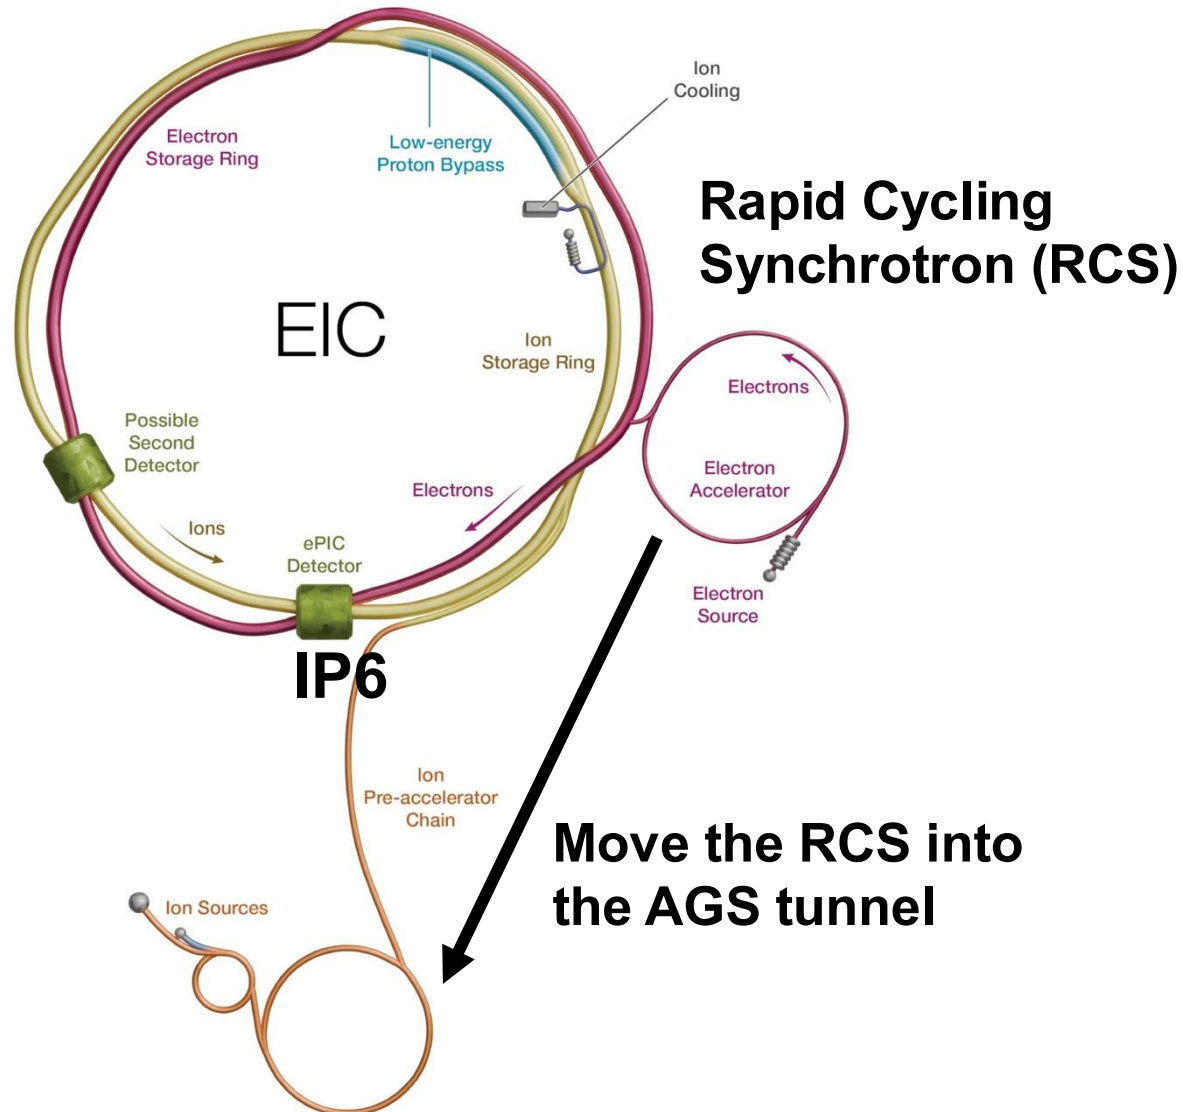 Ion
Cooling
Electron
Storage Ring
Low-energy
Proton Bypass
Rapid Cycling
Synchrotron (RCS)
EIC
Ion
Storage Ring
Electrons
Possible
Second
Detector
Electron
Accelerator
Electrons
Ions
ePIC
Detector
Electron
Source
IP6
Ion
Pre-accelerator
Chain
Move the RCS into
the AGS tunnel
Ion Sources